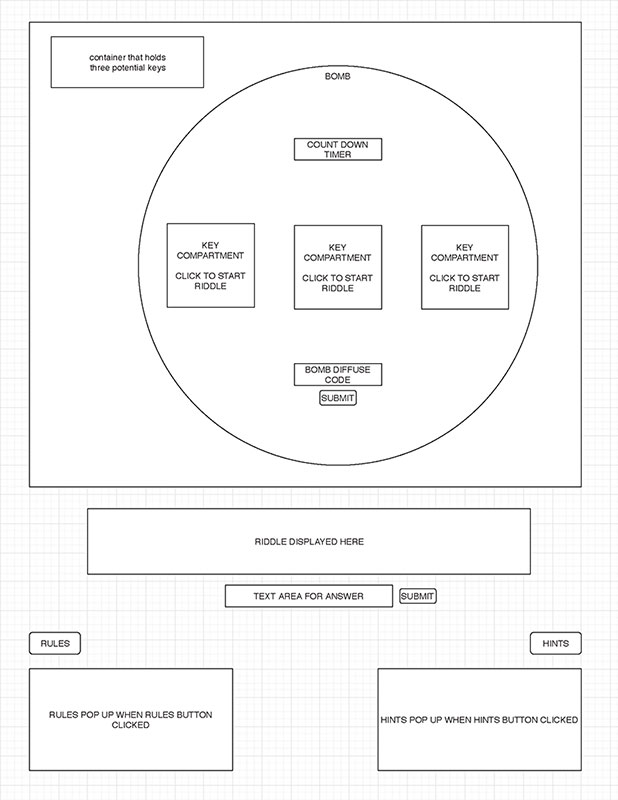 container that holds
three potential keys
BOMB
COUNT DOWN
TIMER
KEY
COMPARTMENT
CLICK TO START
RIDDLE
KEY
COMPARTMENT
CLICK TO START
RIDDLE
KEY
COMPARTMENT
CLICK TO START
RIDDLE
BOMB DIFFUSE
CODE
SUBMIT
RIDDLE DISPLAYED HERE
TEXT AREA FOR ANSWER
SUBMIT
RULES
HINTS
RULES POP UP WHEN RULES BUTTON
CLICKED
HINTS POP UP WHEN HINTS BUTTON CLICKED